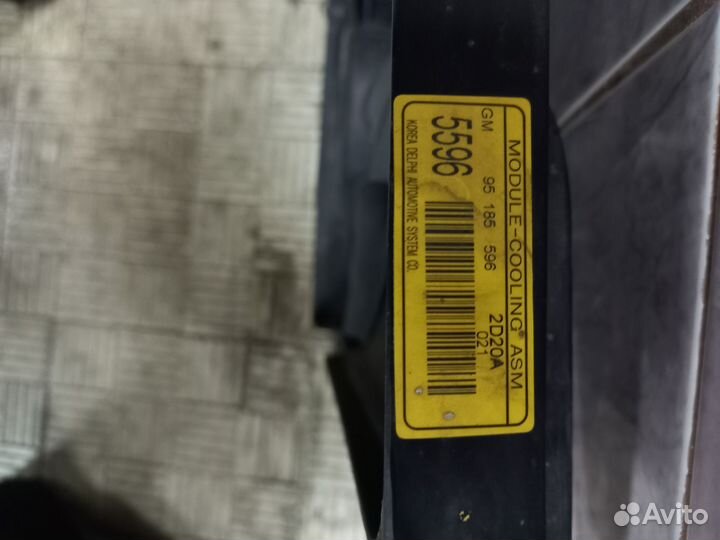 MODULE-COOLING ASM
GM 95 185 596 2D20A
5596 021
KOREA DELPHI AUTOMOTIVE SYSTEM CO.
Avito